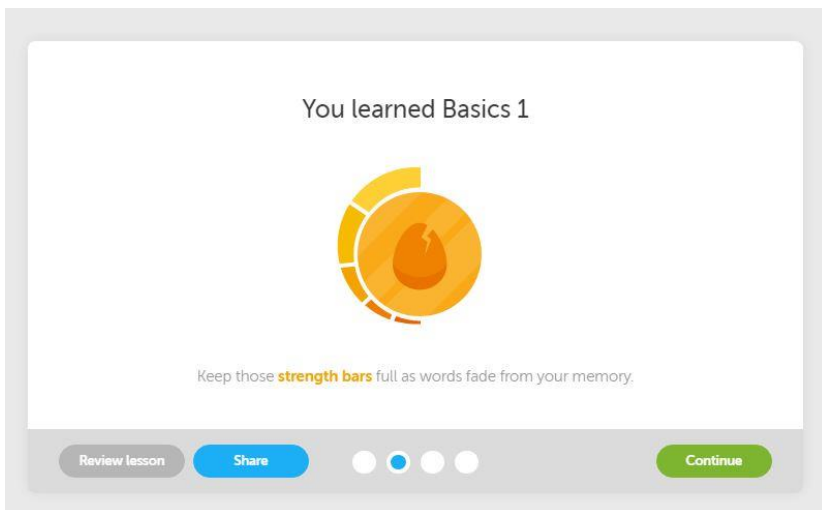 You learned Basics 1
Keep those strength bars full as words fade from your memory.
Review lesson
Share
Continue